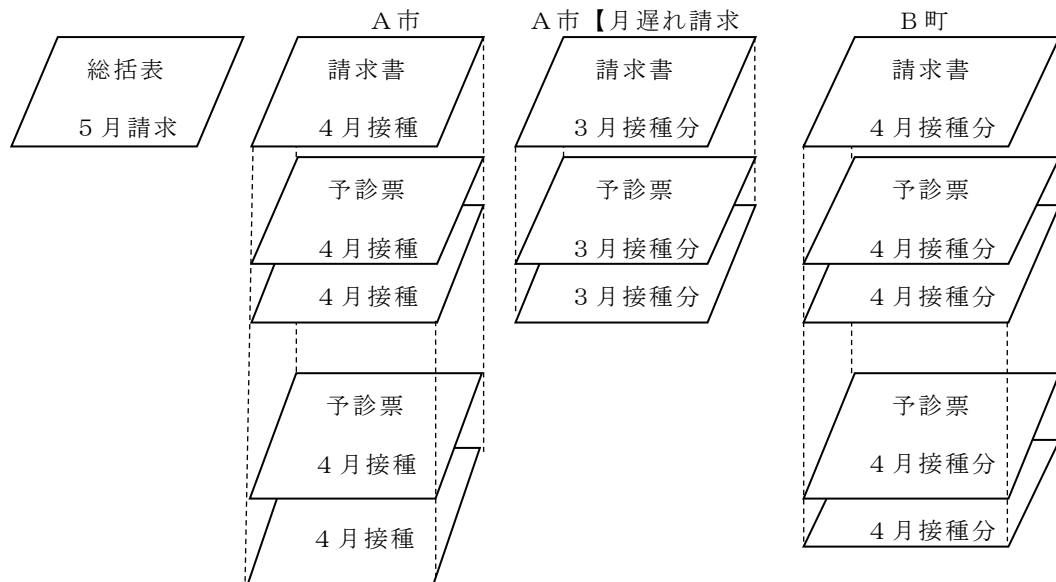 A市
A市【月遅れ請求
B町
総括表
5月請求
請求書
4月接種
請求書
3月接種分
請求書
4月接種分
予診票
4月接種
4月接種
予診票
3月接種分
3月接種分
予診票
4月接種分
4月接種分
予診票
4月接種
4月接種
予診票
4月接種分
4月接種分